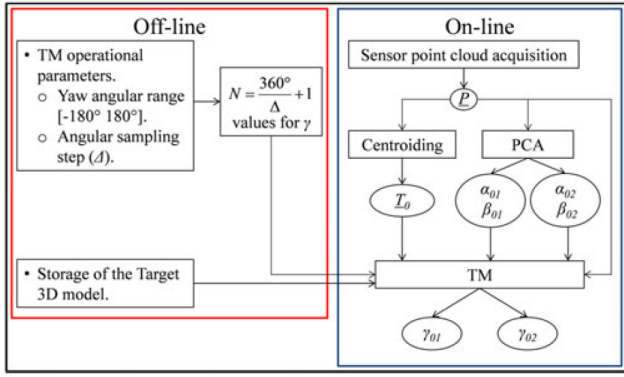 Off-line
• TM operational
parameters.
o Yaw angular range
[-180° 180°].
o Angular sampling
step (Δ).
N = 360°/Δ + 1
values for γ
• Storage of the Target
3D model.
On-line
Sensor point cloud acquisition
P
Centroiding
PCA
T0
α01
β01
α02
β02
TM
γ01
γ02